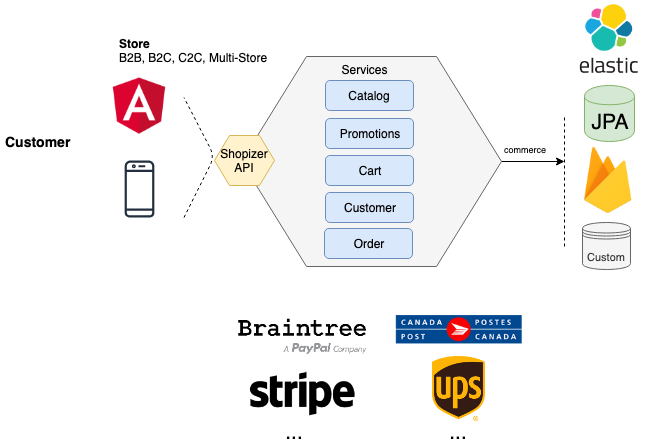 Store
B2B, B2C, C2C, Multi-Store
Customer
Shopizer
API
Services
Catalog
Promotions
Cart
Customer
Order
commerce
elastic
JPA
Custom
Braintree
A PayPal Company
stripe
...
CANADA POSTES
POST CANADA
ups
®
...